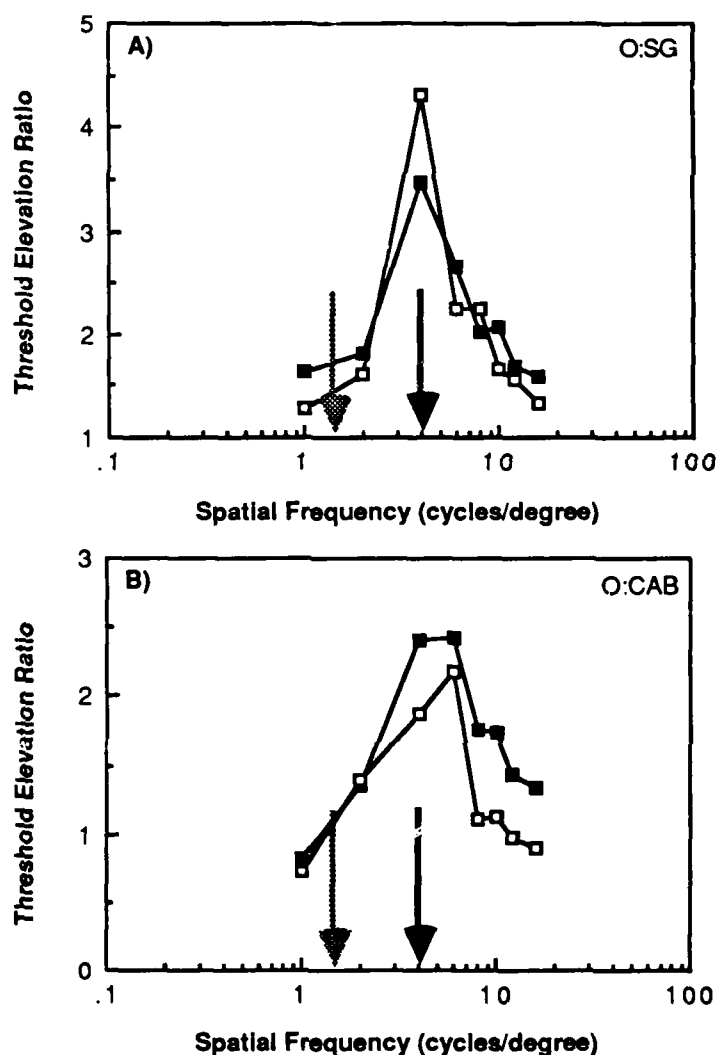 A) O:SG
5
4
3
2
1
Threshold Elevation Ratio
.1 1 10 100
Spatial Frequency (cycles/degree)
B) O:CAB
3
2
1
0
Threshold Elevation Ratio
.1 1 10 100
Spatial Frequency (cycles/degree)